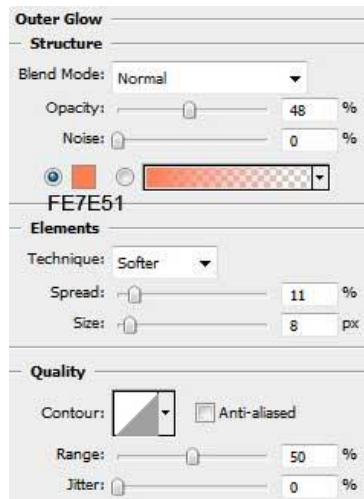 Outer Glow
Structure
Blend Mode: Normal
Opacity: 48 %
Noise: 0 %
FE7E51
Elements
Technique: Softer
Spread: 11 %
Size: 8 px
Quality
Contour: Anti-aliased
Range: 50 %
Jitter: 0 %